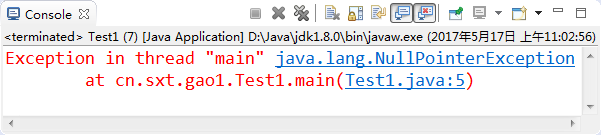 Console
<terminated> Test1 (7) [Java Application] D:\Java\jdk1.8.0\bin\javaw.exe (2017年5月17日 上午11:02:56)
Exception in thread "main" java.lang.NullPointerException
at cn.sxt.gao1.Test1.main(Test1.java:5)